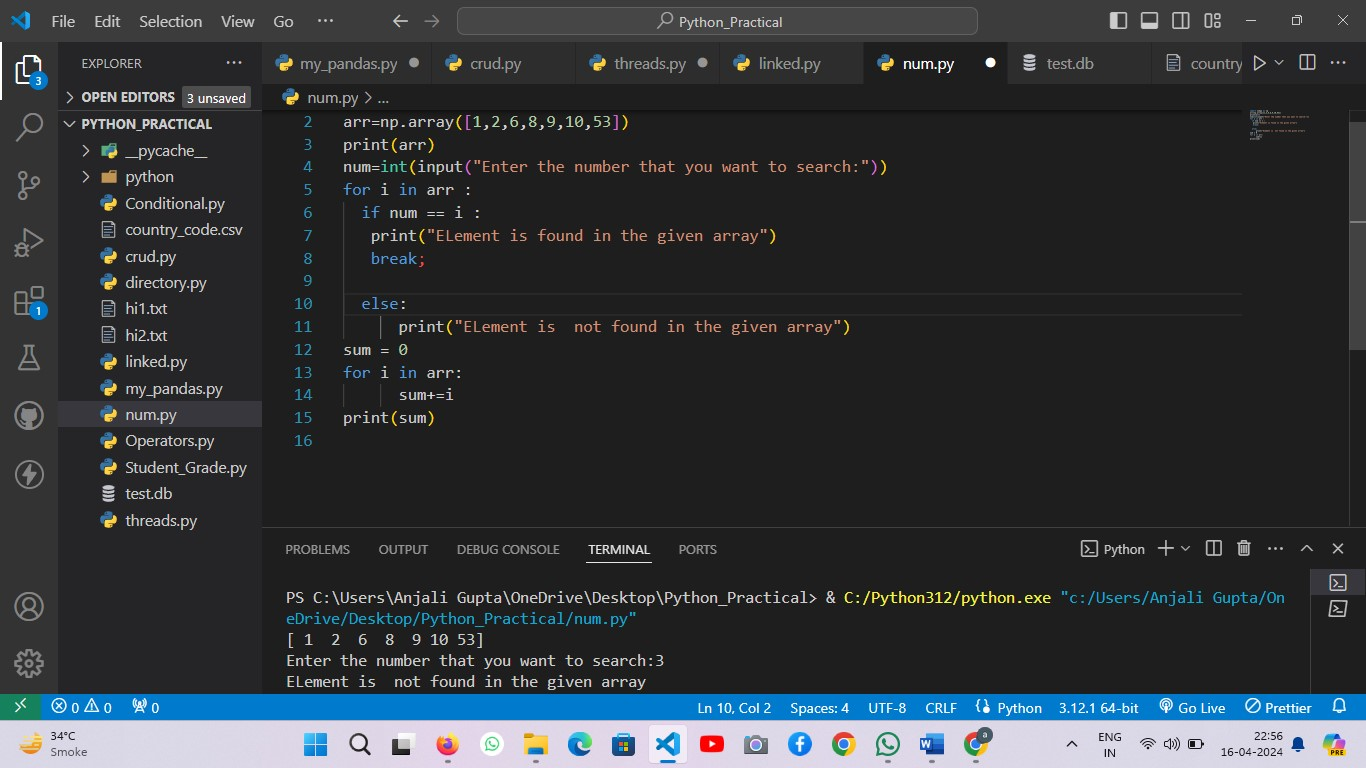 File Edit Selection View Go ··· Python_Practical
EXPLORER ···
my_pandas.py crud.py threads.py linked.py num.py test.db country ···
OPEN EDITORS 3 unsaved
num.py > ...
PYTHON_PRACTICAL
__pycache__
python
Conditional.py
country_code.csv
crud.py
directory.py
hi1.txt
hi2.txt
linked.py
my_pandas.py
num.py
Operators.py
Student_Grade.py
test.db
threads.py
3
1
2 arr=np.array([1,2,6,8,9,10,53])
3 print(arr)
4 num=int(input("Enter the number that you want to search:"))
5 for i in arr :
6 if num == i :
7 print("ELement is found in the given array")
8 break;
9
10 else:
11 print("ELement is  not found in the given array")
12 sum = 0
13 for i in arr:
14 sum+=i
15 print(sum)
16
PROBLEMS OUTPUT DEBUG CONSOLE TERMINAL PORTS Python ···
PS C:\Users\Anjali Gupta\OneDrive\Desktop\Python_Practical> & C:/Python312/python.exe "c:/Users/Anjali Gupta/On
eDrive/Desktop/Python_Practical/num.py"
[ 1  2  6  8  9 10 53]
Enter the number that you want to search:3
ELement is  not found in the given array
0 0 0 Ln 10, Col 2 Spaces: 4 UTF-8 CRLF Python 3.12.1 64-bit Go Live Prettier
34°C
Smoke
a
PRE
ENG
IN
22:56
16-04-2024